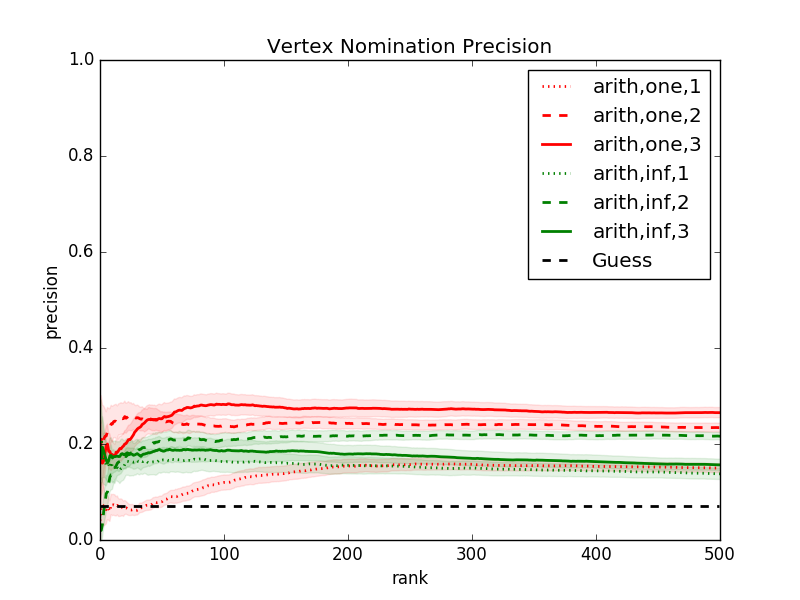 Vertex Nomination Precision
1.0
0.8
0.6
0.4
0.2
0.0
precision
arith,one,1
arith,one,2
arith,one,3
arith,inf,1
arith,inf,2
arith,inf,3
Guess
0 100 200 300 400 500
rank